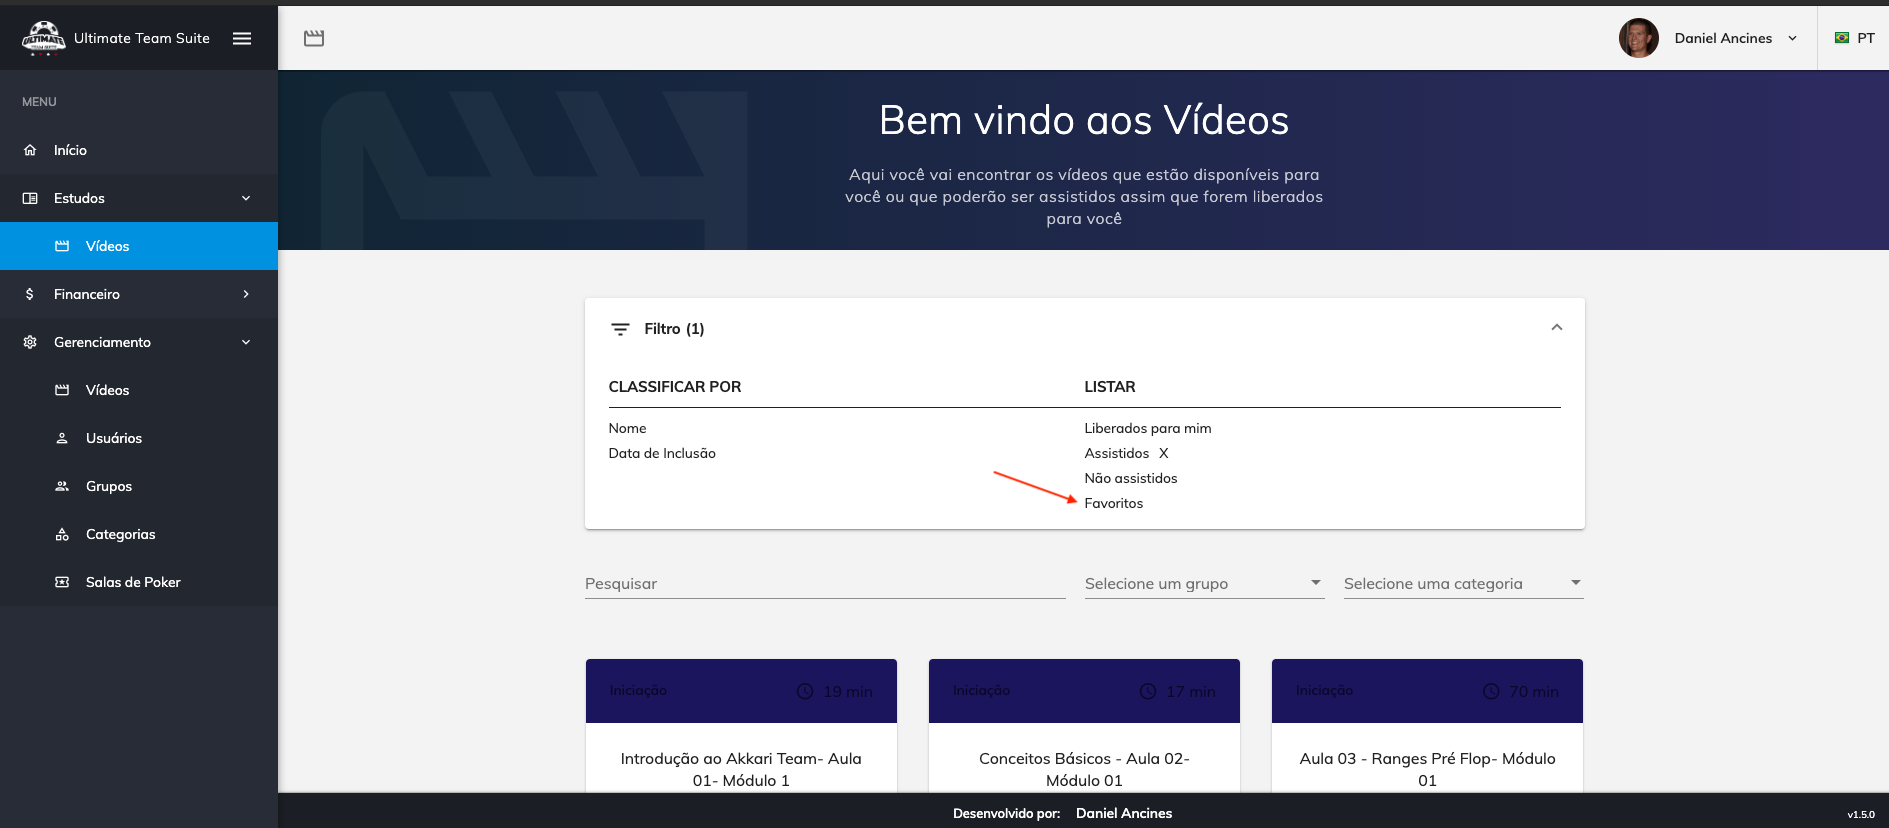 ULTIMATE
TEAM SUITE
Ultimate Team Suite
Daniel Ancines
PT
MENU
Início
Estudos
Vídeos
Financeiro
Gerenciamento
Vídeos
Usuários
Grupos
Categorias
Salas de Poker
Bem vindo aos Vídeos
Aqui você vai encontrar os vídeos que estão disponíveis para
você ou que poderão ser assistidos assim que forem liberados
para você
Filtro (1)
CLASSIFICAR POR
Nome
Data de Inclusão
LISTAR
Liberados para mim
Assistidos X
Não assistidos
Favoritos
Pesquisar
Selecione um grupo
Selecione uma categoria
Iniciação
19 min
Introdução ao Akkari Team- Aula
01- Módulo 1
Iniciação
17 min
Conceitos Básicos - Aula 02-
Módulo 01
Iniciação
70 min
Aula 03 - Ranges Pré Flop- Módulo
01
Desenvolvido por: Daniel Ancines
v1.5.0